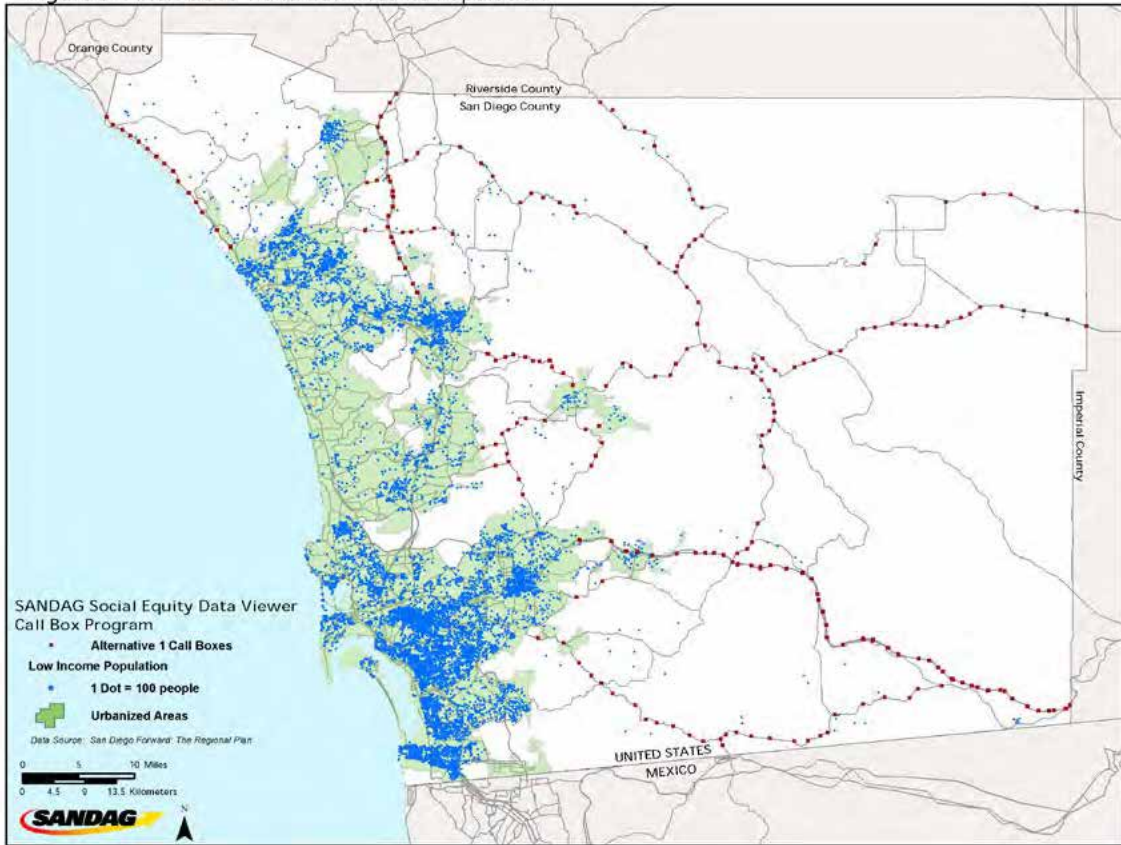 Orange County
Riverside County
San Diego County
Imperial County
UNITED STATES
MEXICO
SANDAG Social Equity Data Viewer
Call Box Program
Alternative 1 Call Boxes
Low Income Population
1 Dot = 100 people
Urbanized Areas
Data Source: San Diego Forward: The Regional Plan
0 5 10 Miles
0 4.5 9 13.5 Kilometers
SANDAG
N